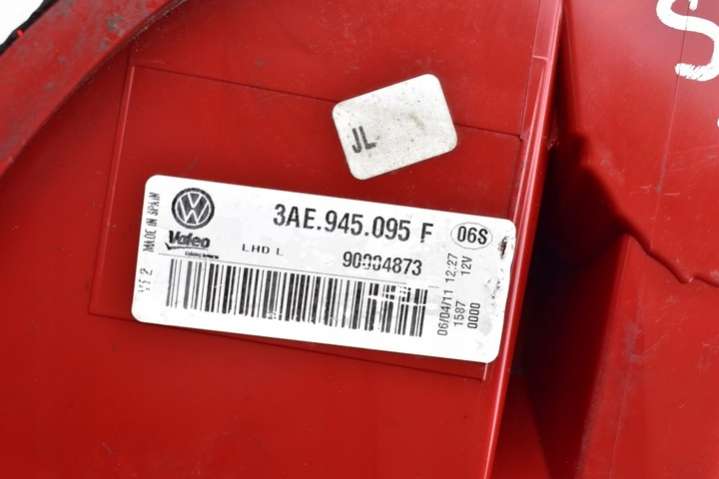 S
JL
MADE IN SPAIN
VW
3AE.945.095 F
06S
Valeo
LHD L
90004873
06/04/11 12:27
1587 12V
0000